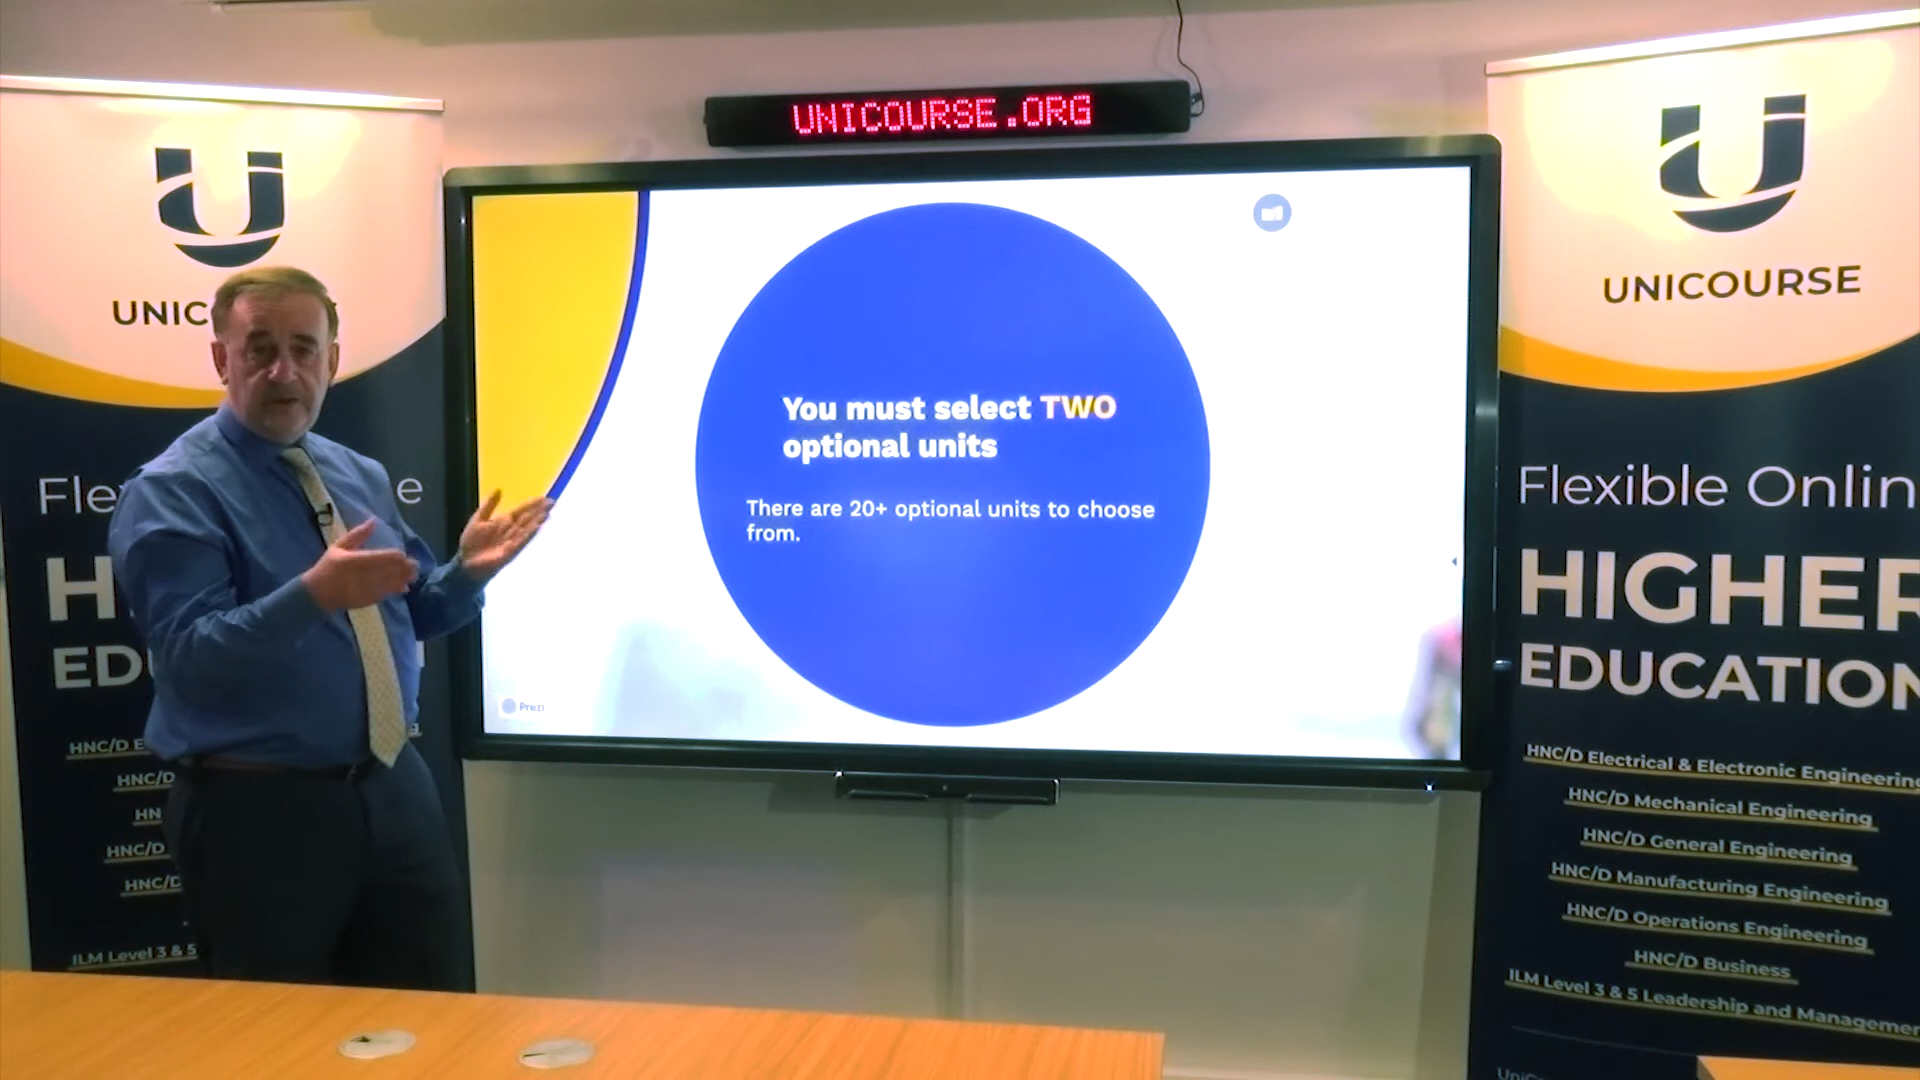 UNICOURSE.ORG
UNIC
Fle e
H
EDU
HNC/D E
HNC/D
HN
HNC/D
HNC/D
ILM Level 3 & 5
You must select TWO
optional units
There are 20+ optional units to choose
from.
Prezi
UNICOURSE
Flexible Onlin
HIGHER
EDUCATION
HNC/D Electrical & Electronic Engineering
HNC/D Mechanical Engineering
HNC/D General Engineering
HNC/D Manufacturing Engineering
HNC/D Operations Engineering
HNC/D Business
ILM Level 3 & 5 Leadership and Managemen